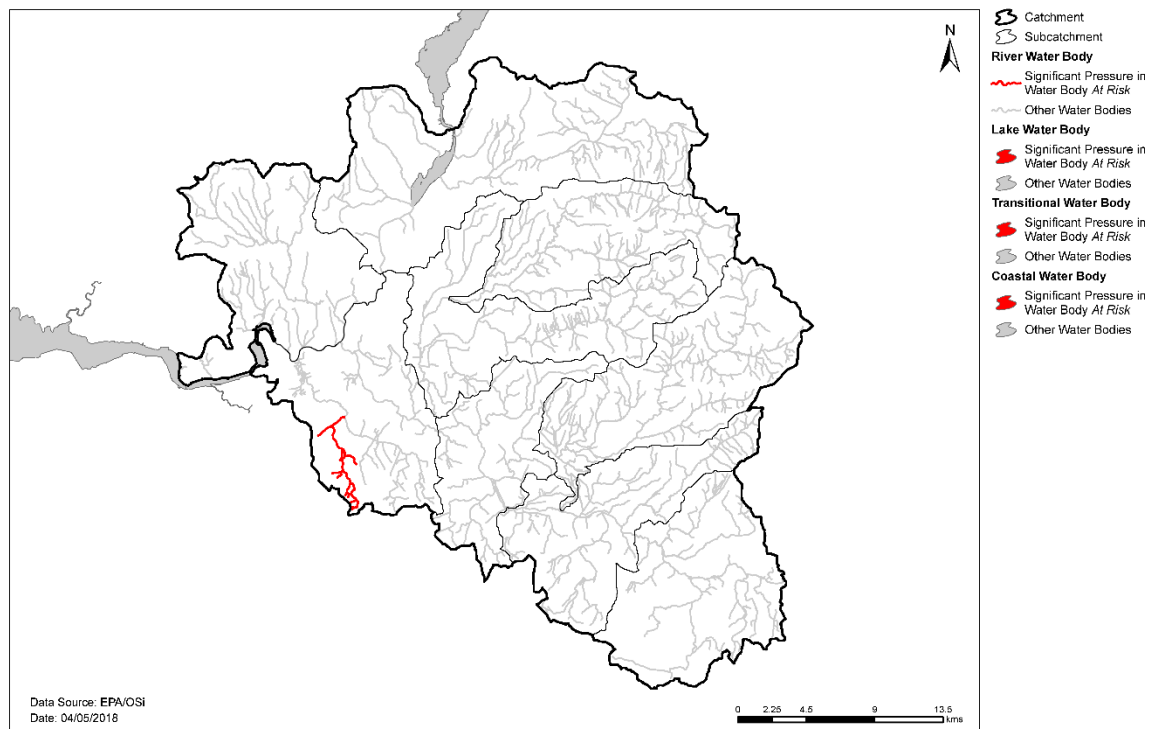 N
Catchment
Subcatchment
River Water Body
Significant Pressure in
Water Body At Risk
Other Water Bodies
Lake Water Body
Significant Pressure in
Water Body At Risk
Other Water Bodies
Transitional Water Body
Significant Pressure in
Water Body At Risk
Other Water Bodies
Coastal Water Body
Significant Pressure in
Water Body At Risk
Other Water Bodies
Data Source: EPA/OSi
Date: 04/05/2018
0 2.25 4.5 9 13.5
kms